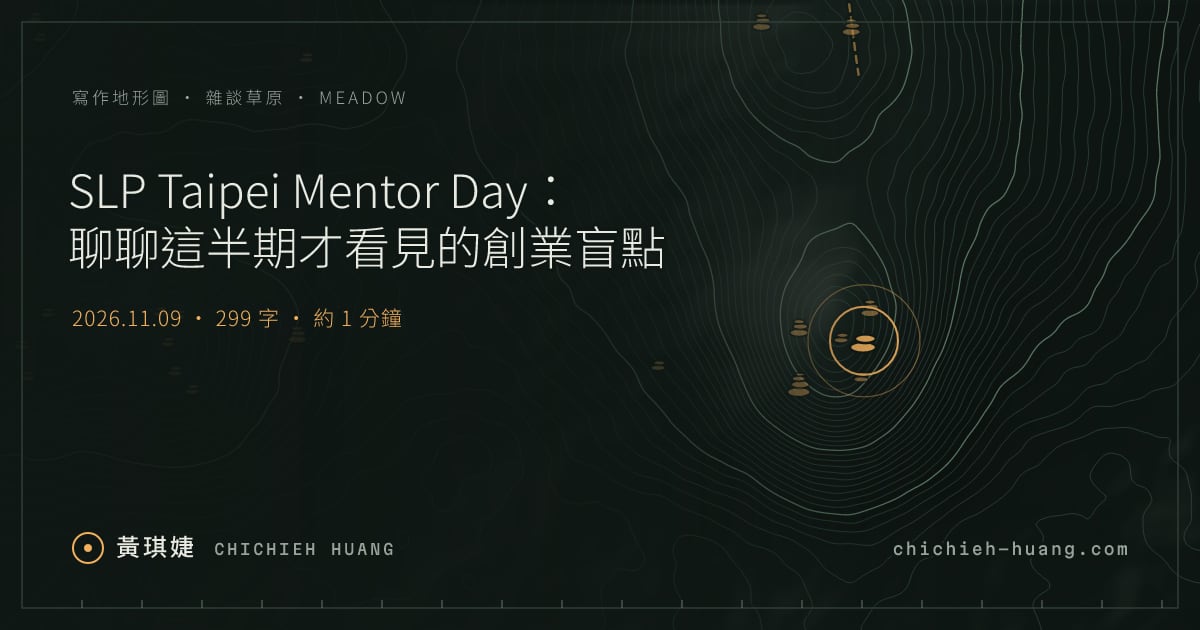 寫作地形圖 · 雜談草原 · MEADOW
SLP Taipei Mentor Day：
聊聊這半期才看見的創業盲點
2026.11.09 · 299 字 · 約 1 分鐘
黃琪婕 CHICHIEH HUANG
chichieh-huang.com